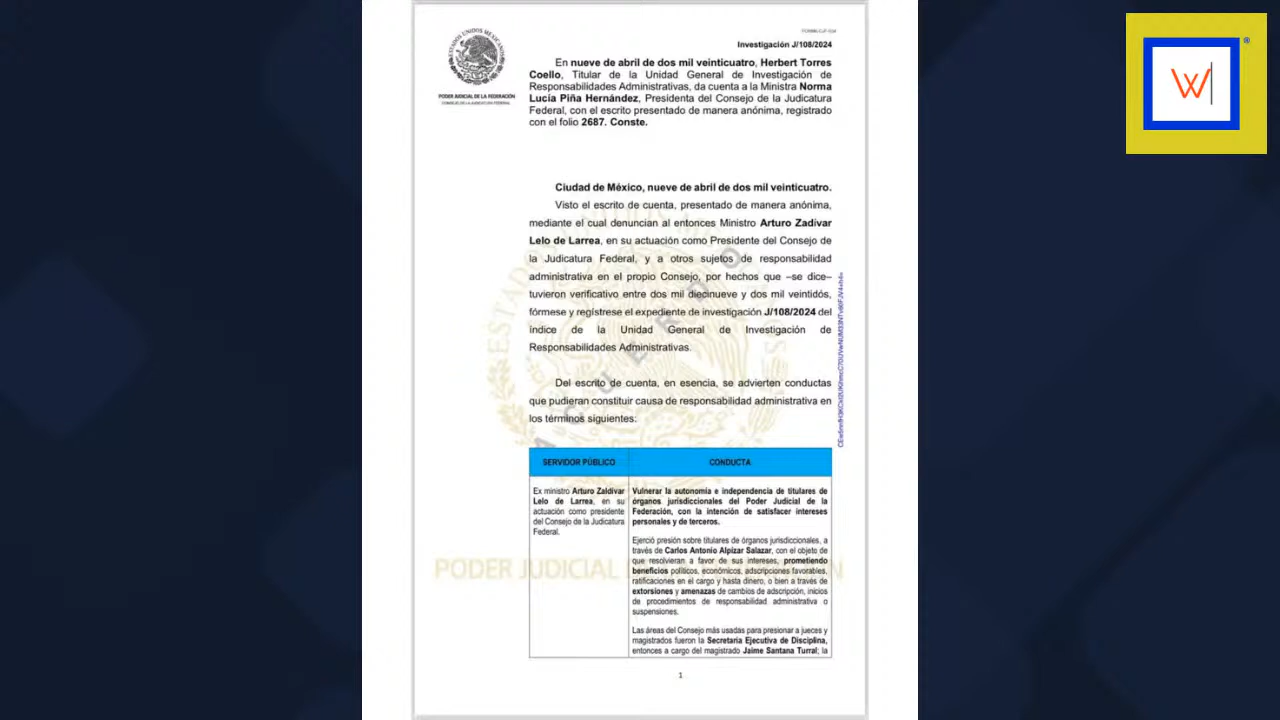 Investigación J/108/2024
En nueve de abril de dos mil veinticuatro, Herbert Torres
Coello, Titular de la Unidad General de Investigación de
Responsabilidades Administrativas, da cuenta a la Ministra Norma
Lucía Piña Hernández, Presidenta del Consejo de la Judicatura
Federal, con el escrito presentado de manera anónima, registrado
con el folio 2687. Conste.
PODER JUDICIAL DE LA FEDERACIÓN
CONSEJO DE LA JUDICATURA FEDERAL
W
®
Ciudad de México, nueve de abril de dos mil veinticuatro.
Visto el escrito de cuenta, presentado de manera anónima,
mediante el cual denuncian al entonces Ministro Arturo Zadívar
Lelo de Larrea, en su actuación como Presidente del Consejo de
la Judicatura Federal, y a otros sujetos de responsabilidad
administrativa en el propio Consejo, por hechos que –se dice–
tuvieron verificativo entre dos mil diecinueve y dos mil veintidós,
fórmese y regístrese el expediente de investigación J/108/2024 del
índice de la Unidad General de Investigación de
Responsabilidades Administrativas.
Del escrito de cuenta, en esencia, se advierten conductas
que pudieran constituir causa de responsabilidad administrativa en
los términos siguientes:
ACUERDO
SERVIDOR PÚBLICO
CONDUCTA
Ex ministro Arturo Zaldívar
Lelo de Larrea, en su
actuación como presidente
del Consejo de la Judicatura
Federal.
Vulnerar la autonomía e independencia de titulares de
órganos jurisdiccionales del Poder Judicial de la
Federación, con la intención de satisfacer intereses
personales y de terceros.
Ejerció presión sobre titulares de órganos jurisdiccionales, a
través de Carlos Antonio Alpízar Salazar, con el objeto de
que resolvieran a favor de sus intereses, prometiendo
beneficios políticos, económicos, adscripciones favorables,
ratificaciones en el cargo y hasta dinero, o bien a través de
extorsiones y amenazas de cambios de adscripción, inicios
de procedimientos de responsabilidad administrativa o
suspensiones.
Las áreas del Consejo más usadas para presionar a jueces y
magistrados fueron la Secretaría Ejecutiva de Disciplina,
entonces a cargo del magistrado Jaime Santana Turral; la
PODER JUDICIAL
1